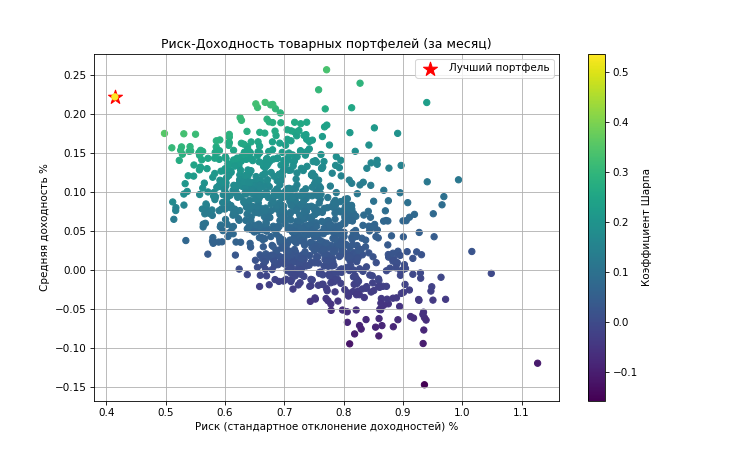 Риск-Доходность товарных портфелей (за месяц)
Лучший портфель
Средняя доходность %
0.25
0.20
0.15
0.10
0.05
0.00
−0.05
−0.10
−0.15
0.4 0.5 0.6 0.7 0.8 0.9 1.0 1.1
Риск (стандартное отклонение доходностей) %
0.5
0.4
0.3
0.2
0.1
0.0
−0.1
Коэффициент Шарпа